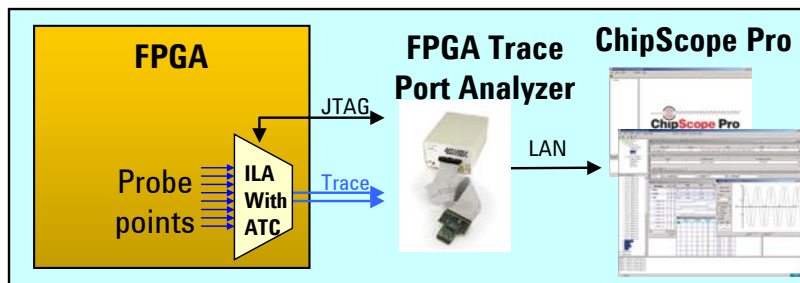 FPGA
FPGA Trace
Port Analyzer
ChipScope Pro
JTAG
ChipScope Pro
LAN
Probe
points
ILA
With
ATC
Trace